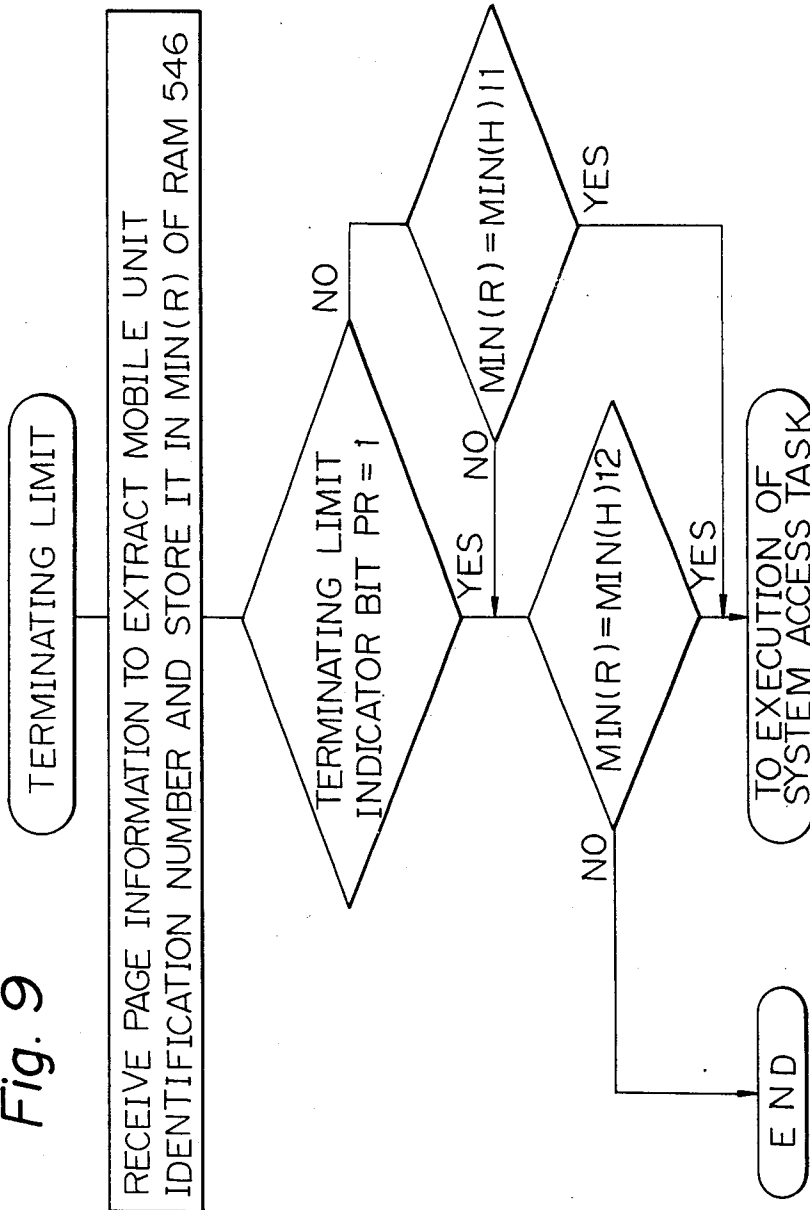 Fig. 9
TERMINATING LIMIT
RECEIVE PAGE INFORMATION TO EXTRACT MOBILE UNIT
IDENTIFICATION NUMBER AND STORE IT IN MIN(R) OF RAM 546
TERMINATING LIMIT
INDICATOR BIT PR = 1
NO
YES
MIN(R)=MIN(H)11
NO
YES
MIN(R)=MIN(H)12
NO
YES
END
TO EXECUTION OF
SYSTEM ACCESS TASK